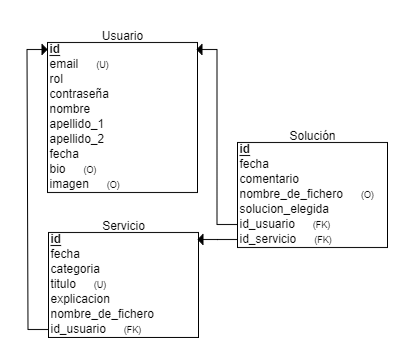 Usuario
id
email (U)
rol
contraseña
nombre
apellido_1
apellido_2
fecha
bio (O)
imagen (O)
Solución
id
fecha
comentario
nombre_de_fichero (O)
solucion_elegida
id_usuario (FK)
id_servicio (FK)
Servicio
id
fecha
categoria
titulo (U)
explicacion
nombre_de_fichero
id_usuario (FK)